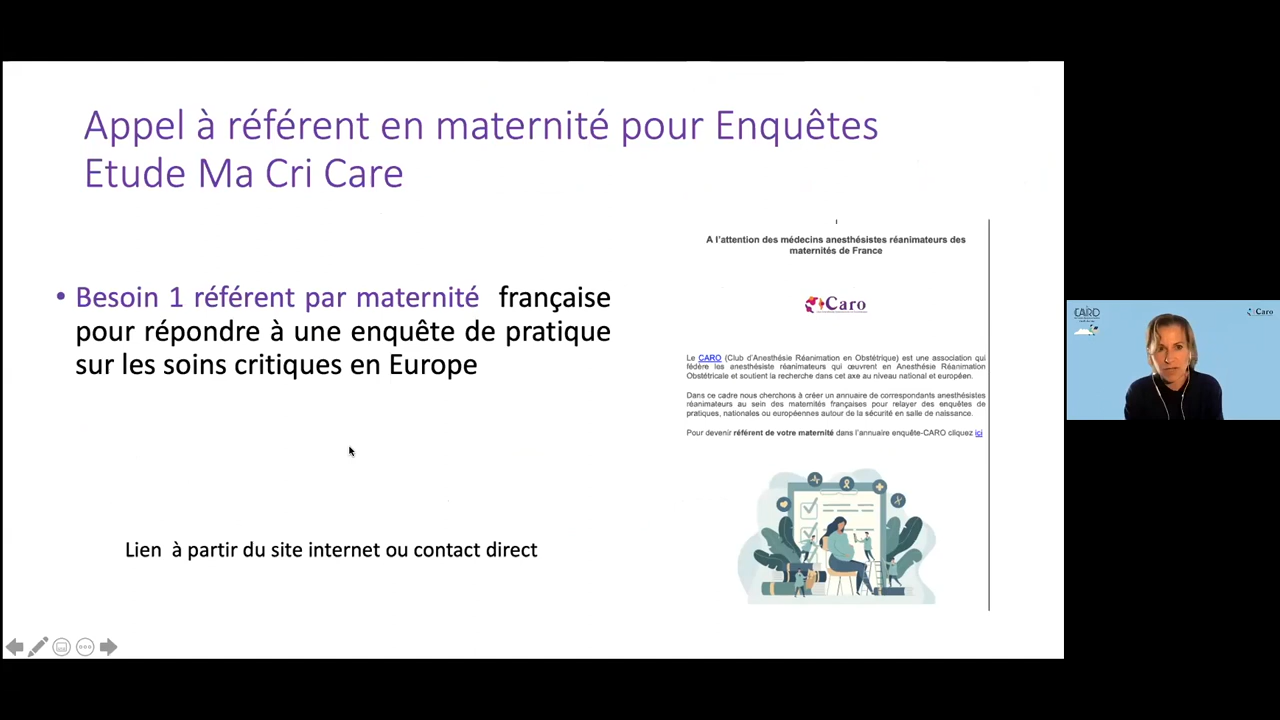 Appel à référent en maternité pour Enquêtes
Etude Ma Cri Care
• Besoin 1 référent par maternité française
pour répondre à une enquête de pratique
sur les soins critiques en Europe
Lien à partir du site internet ou contact direct
A l'attention des médecins anesthésistes réanimateurs des
maternités de France
Caro
Le CARO (Club d'Anesthésie Réanimation en Obstétrique) est une association qui
fédère les anesthésiste réanimateurs qui œuvrent en Anesthésie Réanimation
Obstétricale et soutient la recherche dans cet axe au niveau national et européen.
Dans ce cadre nous cherchons à créer un annuaire de correspondants anesthésistes
réanimateurs au sein des maternités françaises pour relayer des enquêtes de
pratiques, nationales ou européennes autour de la sécurité en salle de naissance.
Pour devenir référent de votre maternité dans l'annuaire enquête-CARO cliquez ici
CARO
Caro